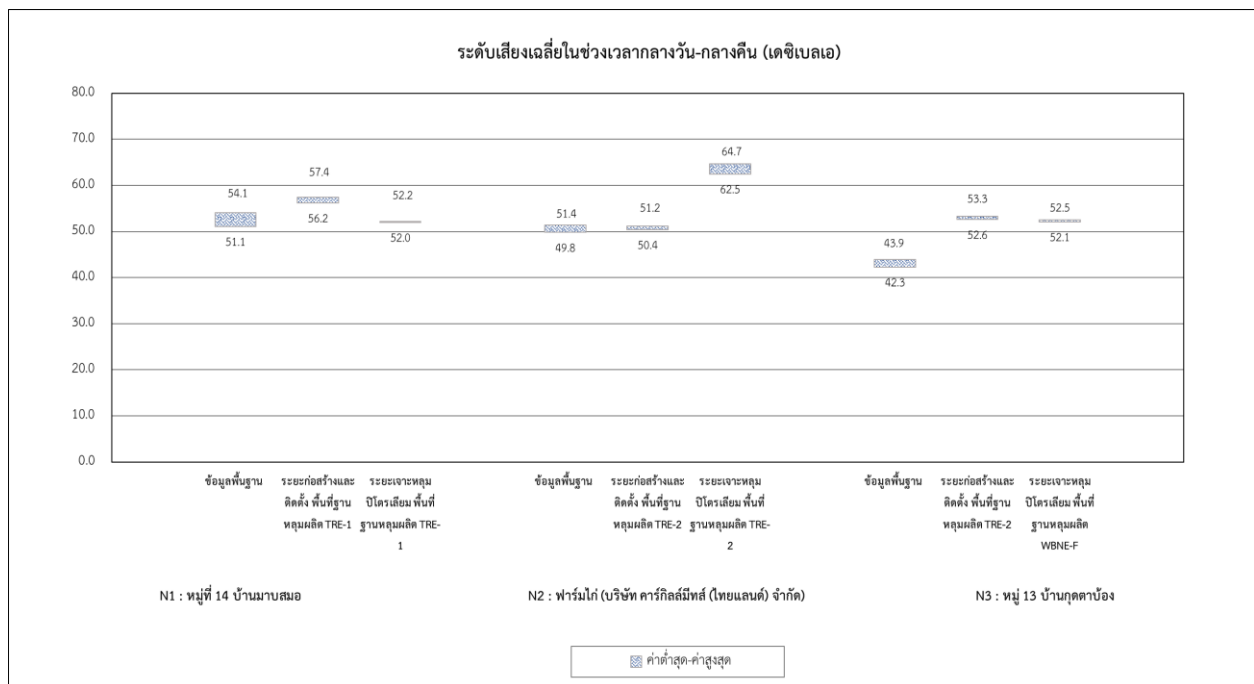 ระดับเสียงเฉลี่ยในช่วงเวลากลางวัน-กลางคืน (เดซิเบลเอ)
80.0
70.0
60.0
50.0
40.0
30.0
20.0
10.0
0.0
54.1
51.1
57.4
56.2
52.2
52.0
51.4
49.8
51.2
50.4
64.7
62.5
43.9
42.3
53.3
52.6
52.5
52.1
ข้อมูลพื้นฐาน
ระยะก่อสร้างและ
ติดตั้ง พื้นที่ฐาน
หลุมผลิต TRE-1
ระยะเจาะหลุม
ปิโตรเลียม พื้นที่
ฐานหลุมผลิต TRE-
1
ข้อมูลพื้นฐาน
ระยะก่อสร้างและ
ติดตั้ง พื้นที่ฐาน
หลุมผลิต TRE-2
ระยะเจาะหลุม
ปิโตรเลียม พื้นที่
ฐานหลุมผลิต TRE-
2
ข้อมูลพื้นฐาน
ระยะก่อสร้างและ
ติดตั้ง พื้นที่ฐาน
หลุมผลิต TRE-2
ระยะเจาะหลุม
ปิโตรเลียม พื้นที่
ฐานหลุมผลิต
WBNE-F
N1 : หมู่ที่ 14 บ้านมาบสมอ
N2 : ฟาร์มไก่ (บริษัท คาร์กิลล์มีทส์ (ไทยแลนด์) จำกัด)
N3 : หมู่ 13 บ้านกุดตาบ้อง
ค่าต่ำสุด-ค่าสูงสุด